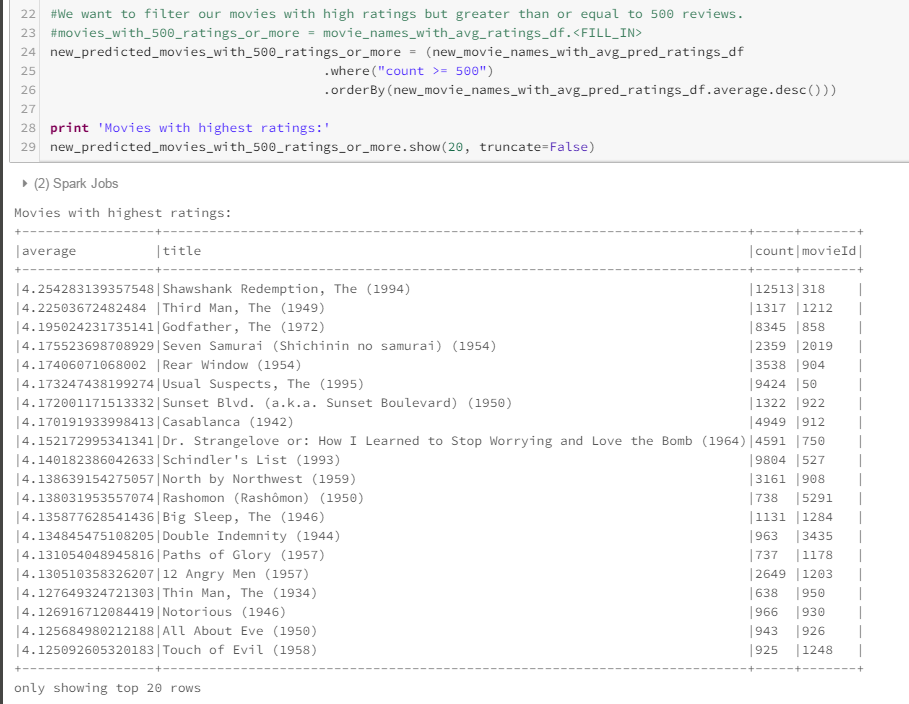 22 #We want to filter our movies with high ratings but greater than or equal to 500 reviews.
23 #movies_with_500_ratings_or_more = movie_names_with_avg_ratings_df.<FILL_IN>
24 new_predicted_movies_with_500_ratings_or_more = (new_movie_names_with_avg_pred_ratings_df
25                                    .where("count >= 500")
26                                    .orderBy(new_movie_names_with_avg_pred_ratings_df.average.desc()))
27
28 print 'Movies with highest ratings:'
29 new_predicted_movies_with_500_ratings_or_more.show(20, truncate=False)
(2) Spark Jobs
Movies with highest ratings:
+-----------------+--------------------------------------------------------------------------+-----+-------+
|average          |title                                                                     |count|movieId|
+-----------------+--------------------------------------------------------------------------+-----+-------+
|4.254283139357548|Shawshank Redemption, The (1994)                                          |12513|318    |
|4.22503672482484 |Third Man, The (1949)                                                     |1317 |1212   |
|4.195024231735141|Godfather, The (1972)                                                     |8345 |858    |
|4.175523698708929|Seven Samurai (Shichinin no samurai) (1954)                               |2359 |2019   |
|4.17406071068002 |Rear Window (1954)                                                        |3538 |904    |
|4.173247438199274|Usual Suspects, The (1995)                                                |9424 |50     |
|4.172001171513332|Sunset Blvd. (a.k.a. Sunset Boulevard) (1950)                             |1322 |922    |
|4.170191933998413|Casablanca (1942)                                                         |4949 |912    |
|4.152172995341341|Dr. Strangelove or: How I Learned to Stop Worrying and Love the Bomb (1964)|4591 |750    |
|4.140182386042633|Schindler's List (1993)                                                   |9804 |527    |
|4.138639154275057|North by Northwest (1959)                                                 |3161 |908    |
|4.138031953557074|Rashomon (Rashômon) (1950)                                                |738  |5291   |
|4.135877628541436|Big Sleep, The (1946)                                                     |1131 |1284   |
|4.134845475108205|Double Indemnity (1944)                                                   |963  |3435   |
|4.131054048945816|Paths of Glory (1957)                                                     |737  |1178   |
|4.130510358326207|12 Angry Men (1957)                                                       |2649 |1203   |
|4.127649324721303|Thin Man, The (1934)                                                      |638  |950    |
|4.126916712084419|Notorious (1946)                                                          |966  |930    |
|4.125684980212188|All About Eve (1950)                                                      |943  |926    |
|4.125092605320183|Touch of Evil (1958)                                                      |925  |1248   |
+-----------------+--------------------------------------------------------------------------+-----+-------+
only showing top 20 rows